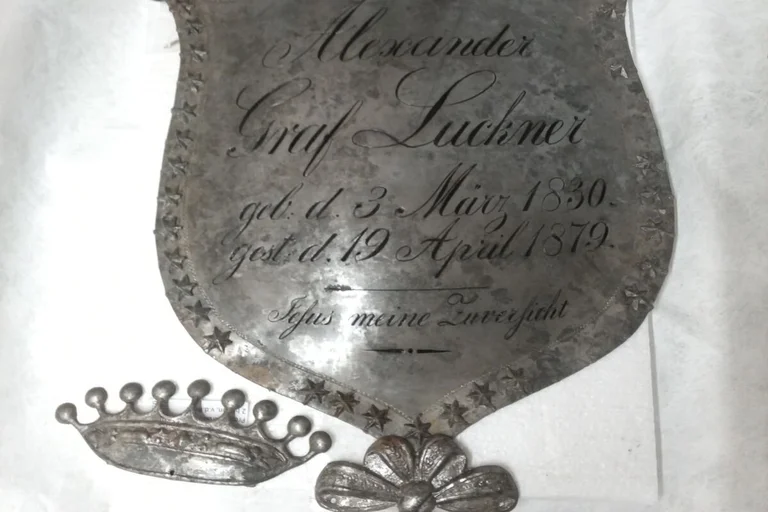 Alexander
Graf Luckner
geb: d. 3. März 1830.
gest: d. 19 April 1879.
Jesus meine Zuversicht